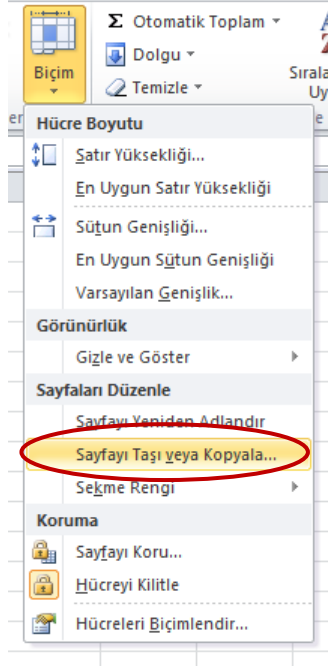 Σ Otomatik Toplam
Dolgu
Temizle
Biçim
Hücre Boyutu
Satır Yüksekliği...
En Uygun Satır Yüksekliği
Sütun Genişliği...
En Uygun Sütun Genişliği
Varsayılan Genişlik...
Görünürlük
Gizle ve Göster
Sayfaları Düzenle
Sayfayı Yeniden Adlandır
Sayfayı Taşı veya Kopyala...
Sekme Rengi
Koruma
Sayfayı Koru...
Hücreyi Kilitle
Hücreleri Biçimlendir...